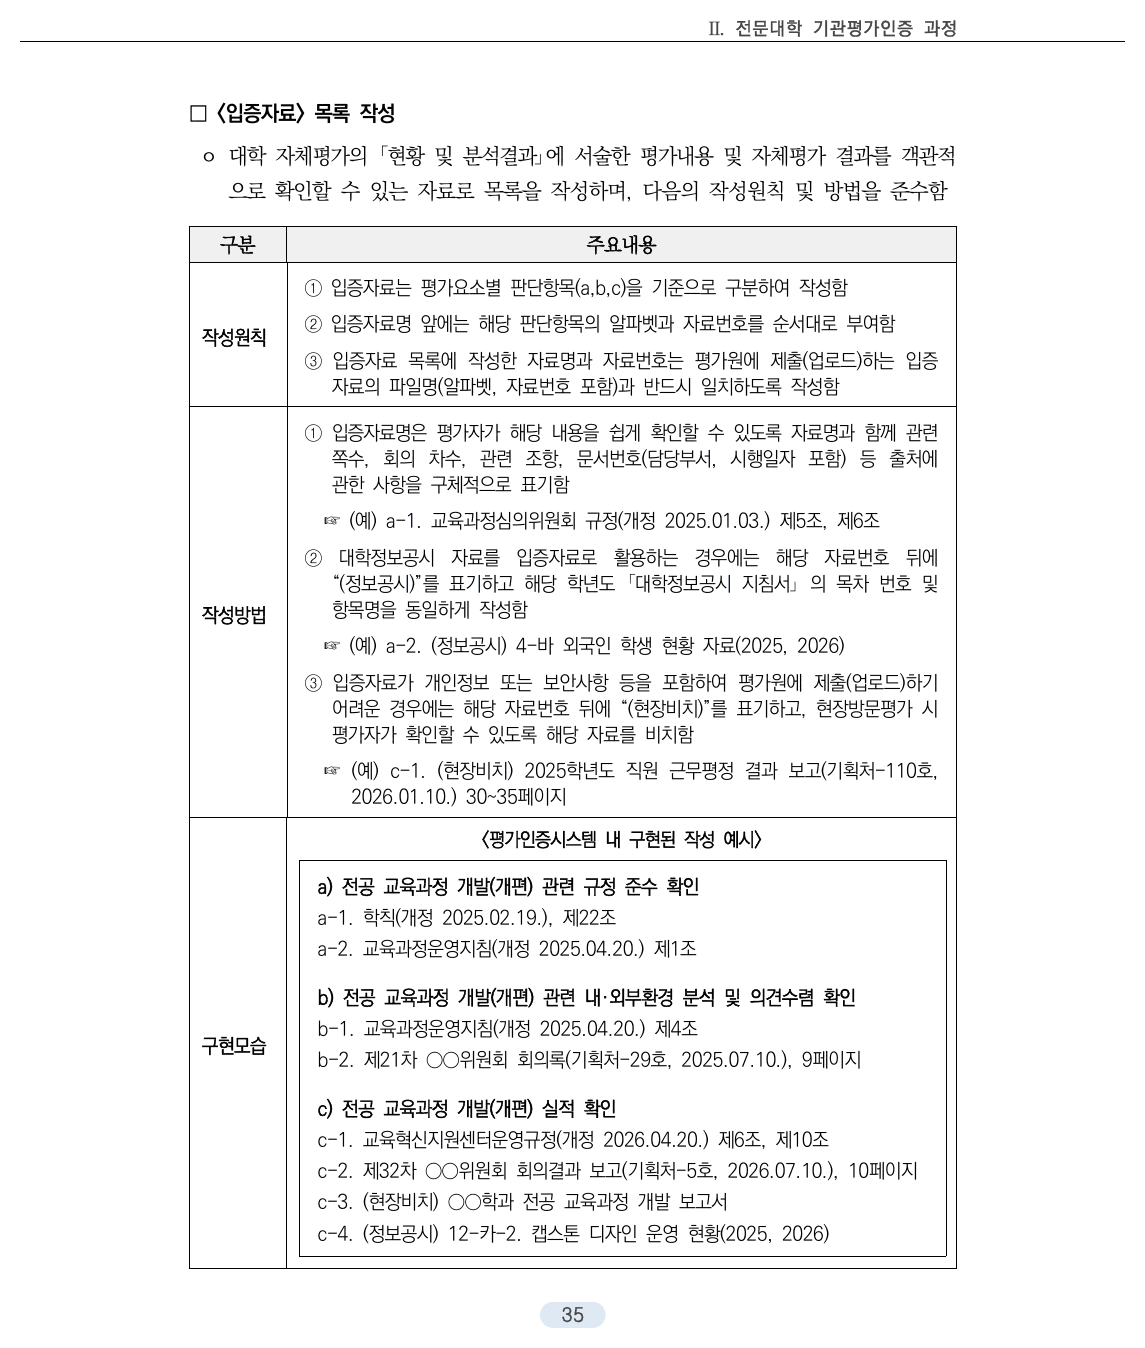 Ⅱ. 전문대학 기관평가인증 과정
□ 〈입증자료〉 목록 작성
ㅇ 대학 자체평가의 「현황 및 분석결과」에 서술한 평가내용 및 자체평가 결과를 객관적
으로 확인할 수 있는 자료로 목록을 작성하며, 다음의 작성원칙 및 방법을 준수함
구분 주요내용
작성원칙
① 입증자료는 평가요소별 판단항목(a,b,c)을 기준으로 구분하여 작성함
② 입증자료명 앞에는 해당 판단항목의 알파벳과 자료번호를 순서대로 부여함
③ 입증자료 목록에 작성한 자료명과 자료번호는 평가원에 제출(업로드)하는 입증
자료의 파일명(알파벳, 자료번호 포함)과 반드시 일치하도록 작성함
작성방법
① 입증자료명은 평가자가 해당 내용을 쉽게 확인할 수 있도록 자료명과 함께 관련
쪽수, 회의 차수, 관련 조항, 문서번호(담당부서, 시행일자 포함) 등 출처에
관한 사항을 구체적으로 표기함
☞ (예) a-1. 교육과정심의위원회 규정(개정 2025.01.03.) 제5조, 제6조
② 대학정보공시 자료를 입증자료로 활용하는 경우에는 해당 자료번호 뒤에
“(정보공시)”를 표기하고 해당 학년도 「대학정보공시 지침서」의 목차 번호 및
항목명을 동일하게 작성함
☞ (예) a-2. (정보공시) 4-바 외국인 학생 현황 자료(2025, 2026)
③ 입증자료가 개인정보 또는 보안사항 등을 포함하여 평가원에 제출(업로드)하기
어려운 경우에는 해당 자료번호 뒤에 “(현장비치)”를 표기하고, 현장방문평가 시
평가자가 확인할 수 있도록 해당 자료를 비치함
☞ (예) c-1. (현장비치) 2025학년도 직원 근무평정 결과 보고(기획처-110호,
2026.01.10.) 30~35페이지
구현모습
〈평가인증시스템 내 구현된 작성 예시〉
a) 전공 교육과정 개발(개편) 관련 규정 준수 확인
a-1. 학칙(개정 2025.02.19.), 제22조
a-2. 교육과정운영지침(개정 2025.04.20.) 제1조
b) 전공 교육과정 개발(개편) 관련 내·외부환경 분석 및 의견수렴 확인
b-1. 교육과정운영지침(개정 2025.04.20.) 제4조
b-2. 제21차 ○○위원회 회의록(기획처-29호, 2025.07.10.), 9페이지
c) 전공 교육과정 개발(개편) 실적 확인
c-1. 교육혁신지원센터운영규정(개정 2026.04.20.) 제6조, 제10조
c-2. 제32차 ○○위원회 회의결과 보고(기획처-5호, 2026.07.10.), 10페이지
c-3. (현장비치) ○○학과 전공 교육과정 개발 보고서
c-4. (정보공시) 12-카-2. 캡스톤 디자인 운영 현황(2025, 2026)
35